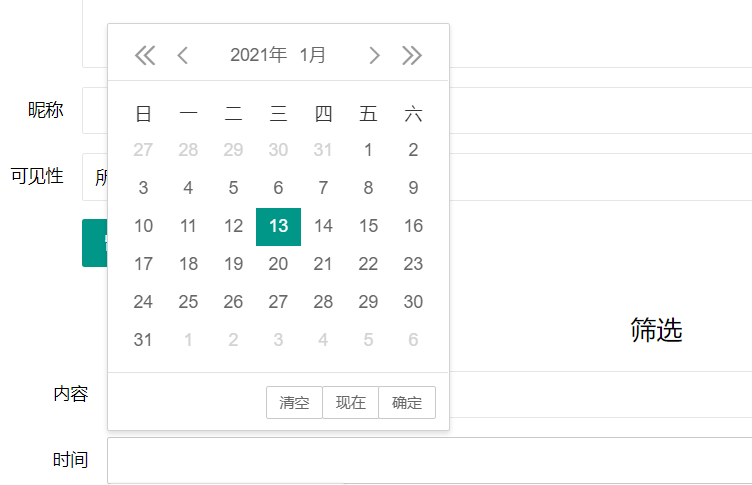 2021年 1月
昵称
日 一 二 三 四 五 六
27 28 29 30 31 1 2
可见性
所
3 4 5 6 7 8 9
10 11 12 13 14 15 16
17 18 19 20 21 22 23
24 25 26 27 28 29 30
筛选
31 1 2 3 4 5 6
内容
清空 现在 确定
时间